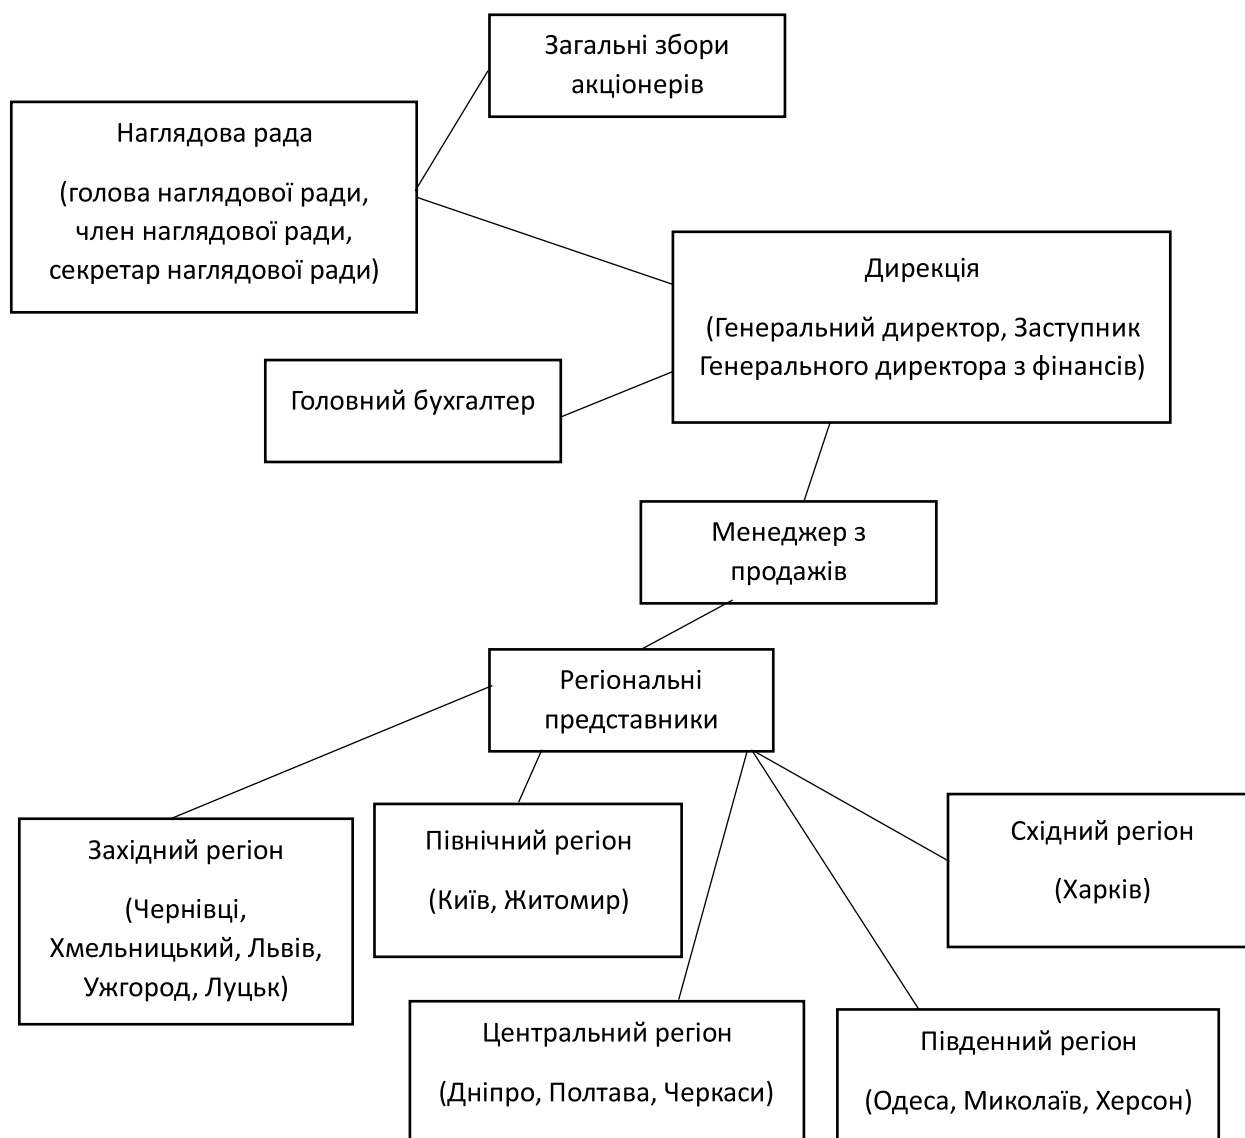 Загальні збори
акціонерів
Наглядова рада
(голова наглядової ради,
член наглядової ради,
секретар наглядової ради)
Дирекція
(Генеральний директор, Заступник
Генерального директора з фінансів)
Головний бухгалтер
Менеджер з
продажів
Регіональні
представники
Західний регіон
(Чернівці,
Хмельницький, Львів,
Ужгород, Луцьк)
Північний регіон
(Київ, Житомир)
Східний регіон
(Харків)
Центральний регіон
(Дніпро, Полтава, Черкаси)
Південний регіон
(Одеса, Миколаїв, Херсон)